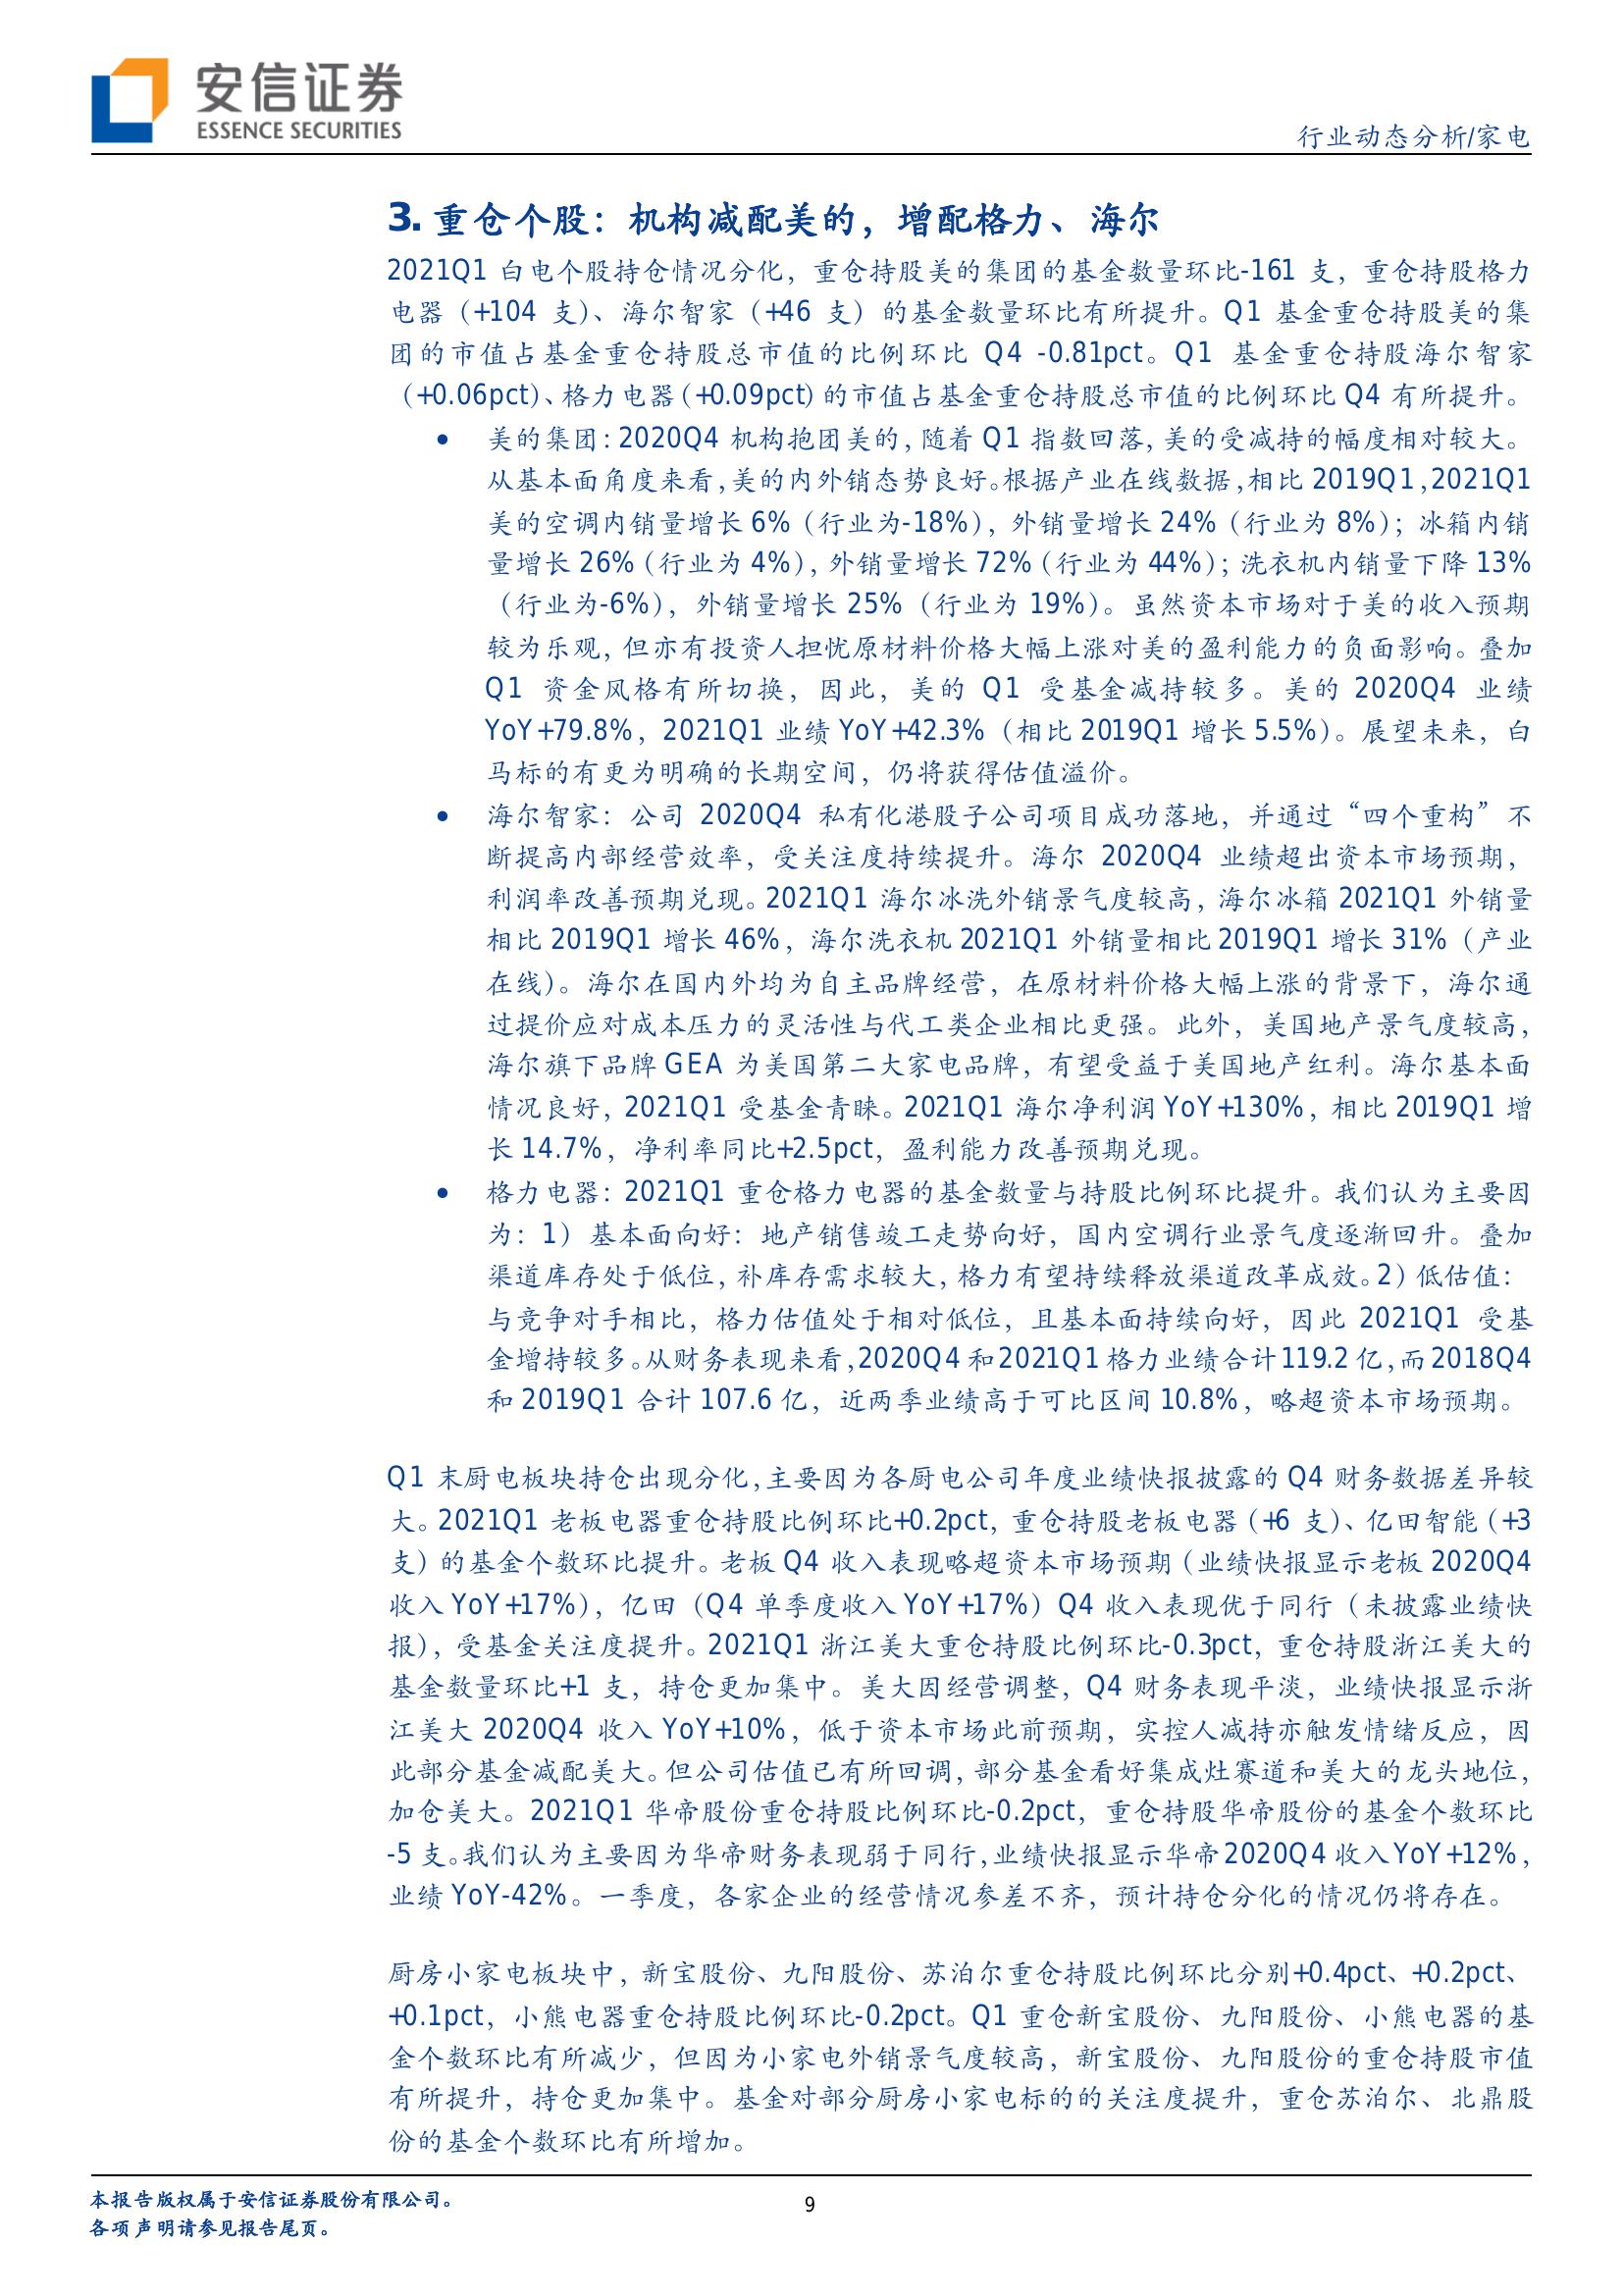 安信证券
ESSENCE SECURITIES
行业动态分析/家电
3. 重仓个股：机构减配美的，增配格力、海尔
2021Q1 白电个股持仓情况分化，重仓持股美的集团的基金数量环比-161 支，重仓持股格力
电器（+104 支）、海尔智家（+46 支）的基金数量环比有所提升。Q1 基金重仓持股美的集
团的市值占基金重仓持股总市值的比例环比 Q4 -0.81pct。Q1 基金重仓持股海尔智家
（+0.06pct）、格力电器（+0.09pct）的市值占基金重仓持股总市值的比例环比 Q4 有所提升。
● 美的集团：2020Q4 机构抱团美的，随着 Q1 指数回落，美的受减持的幅度相对较大。
从基本面角度来看，美的内外销态势良好。根据产业在线数据，相比 2019Q1，2021Q1
美的空调内销量增长 6%（行业为-18%），外销量增长 24%（行业为 8%）；冰箱内销
量增长 26%（行业为 4%），外销量增长 72%（行业为 44%）；洗衣机内销量下降 13%
（行业为-6%），外销量增长 25%（行业为 19%）。虽然资本市场对于美的收入预期
较为乐观，但亦有投资人担忧原材料价格大幅上涨对美的盈利能力的负面影响。叠加
Q1 资金风格有所切换，因此，美的 Q1 受基金减持较多。美的 2020Q4 业绩
YoY+79.8%，2021Q1 业绩 YoY+42.3%（相比 2019Q1 增长 5.5%）。展望未来，白
马标的有更为明确的长期空间，仍将获得估值溢价。
● 海尔智家：公司 2020Q4 私有化港股子公司项目成功落地，并通过“四个重构”不
断提高内部经营效率，受关注度持续提升。海尔 2020Q4 业绩超出资本市场预期，
利润率改善预期兑现。2021Q1 海尔冰洗外销景气度较高，海尔冰箱 2021Q1 外销量
相比 2019Q1 增长 46%，海尔洗衣机 2021Q1 外销量相比 2019Q1 增长 31%（产业
在线）。海尔在国内外均为自主品牌经营，在原材料价格大幅上涨的背景下，海尔通
过提价应对成本压力的灵活性与代工类企业相比更强。此外，美国地产景气度较高，
海尔旗下品牌 GEA 为美国第二大家电品牌，有望受益于美国地产红利。海尔基本面
情况良好，2021Q1 受基金青睐。2021Q1 海尔净利润 YoY+130%，相比 2019Q1 增
长 14.7%，净利率同比+2.5pct，盈利能力改善预期兑现。
● 格力电器：2021Q1 重仓格力电器的基金数量与持股比例环比提升。我们认为主要因
为：1）基本面向好：地产销售竣工走势向好，国内空调行业景气度逐渐回升。叠加
渠道库存处于低位，补库存需求较大，格力有望持续释放渠道改革成效。2）低估值：
与竞争对手相比，格力估值处于相对低位，且基本面持续向好，因此 2021Q1 受基
金增持较多。从财务表现来看，2020Q4 和 2021Q1 格力业绩合计 119.2 亿，而 2018Q4
和 2019Q1 合计 107.6 亿，近两季业绩高于可比区间 10.8%，略超资本市场预期。
Q1 末厨电板块持仓出现分化，主要因为各厨电公司年度业绩快报披露的 Q4 财务数据差异较
大。2021Q1 老板电器重仓持股比例环比+0.2pct，重仓持股老板电器（+6 支）、亿田智能（+3
支）的基金个数环比提升。老板 Q4 收入表现略超资本市场预期（业绩快报显示老板 2020Q4
收入 YoY+17%），亿田（Q4 单季度收入 YoY+17%）Q4 收入表现优于同行（未披露业绩快
报），受基金关注度提升。2021Q1 浙江美大重仓持股比例环比-0.3pct，重仓持股浙江美大的
基金数量环比+1 支，持仓更加集中。美大因经营调整，Q4 财务表现平淡，业绩快报显示浙
江美大 2020Q4 收入 YoY+10%，低于资本市场此前预期，实控人减持亦触发情绪反应，因
此部分基金减配美大。但公司估值已有所回调，部分基金看好集成灶赛道和美大的龙头地位，
加仓美大。2021Q1 华帝股份重仓持股比例环比-0.2pct，重仓持股华帝股份的基金个数环比
-5 支。我们认为主要因为华帝财务表现弱于同行，业绩快报显示华帝 2020Q4 收入 YoY+12%，
业绩 YoY-42%。一季度，各家企业的经营情况参差不齐，预计持仓分化的情况仍将存在。
厨房小家电板块中，新宝股份、九阳股份、苏泊尔重仓持股比例环比分别+0.4pct、+0.2pct、
+0.1pct，小熊电器重仓持股比例环比-0.2pct。Q1 重仓新宝股份、九阳股份、小熊电器的基
金个数环比有所减少，但因为小家电外销景气度较高，新宝股份、九阳股份的重仓持股市值
有所提升，持仓更加集中。基金对部分厨房小家电标的的关注度提升，重仓苏泊尔、北鼎股
份的基金个数环比有所增加。
本报告版权属于安信证券股份有限公司。
各项声明请参见报告尾页。
9